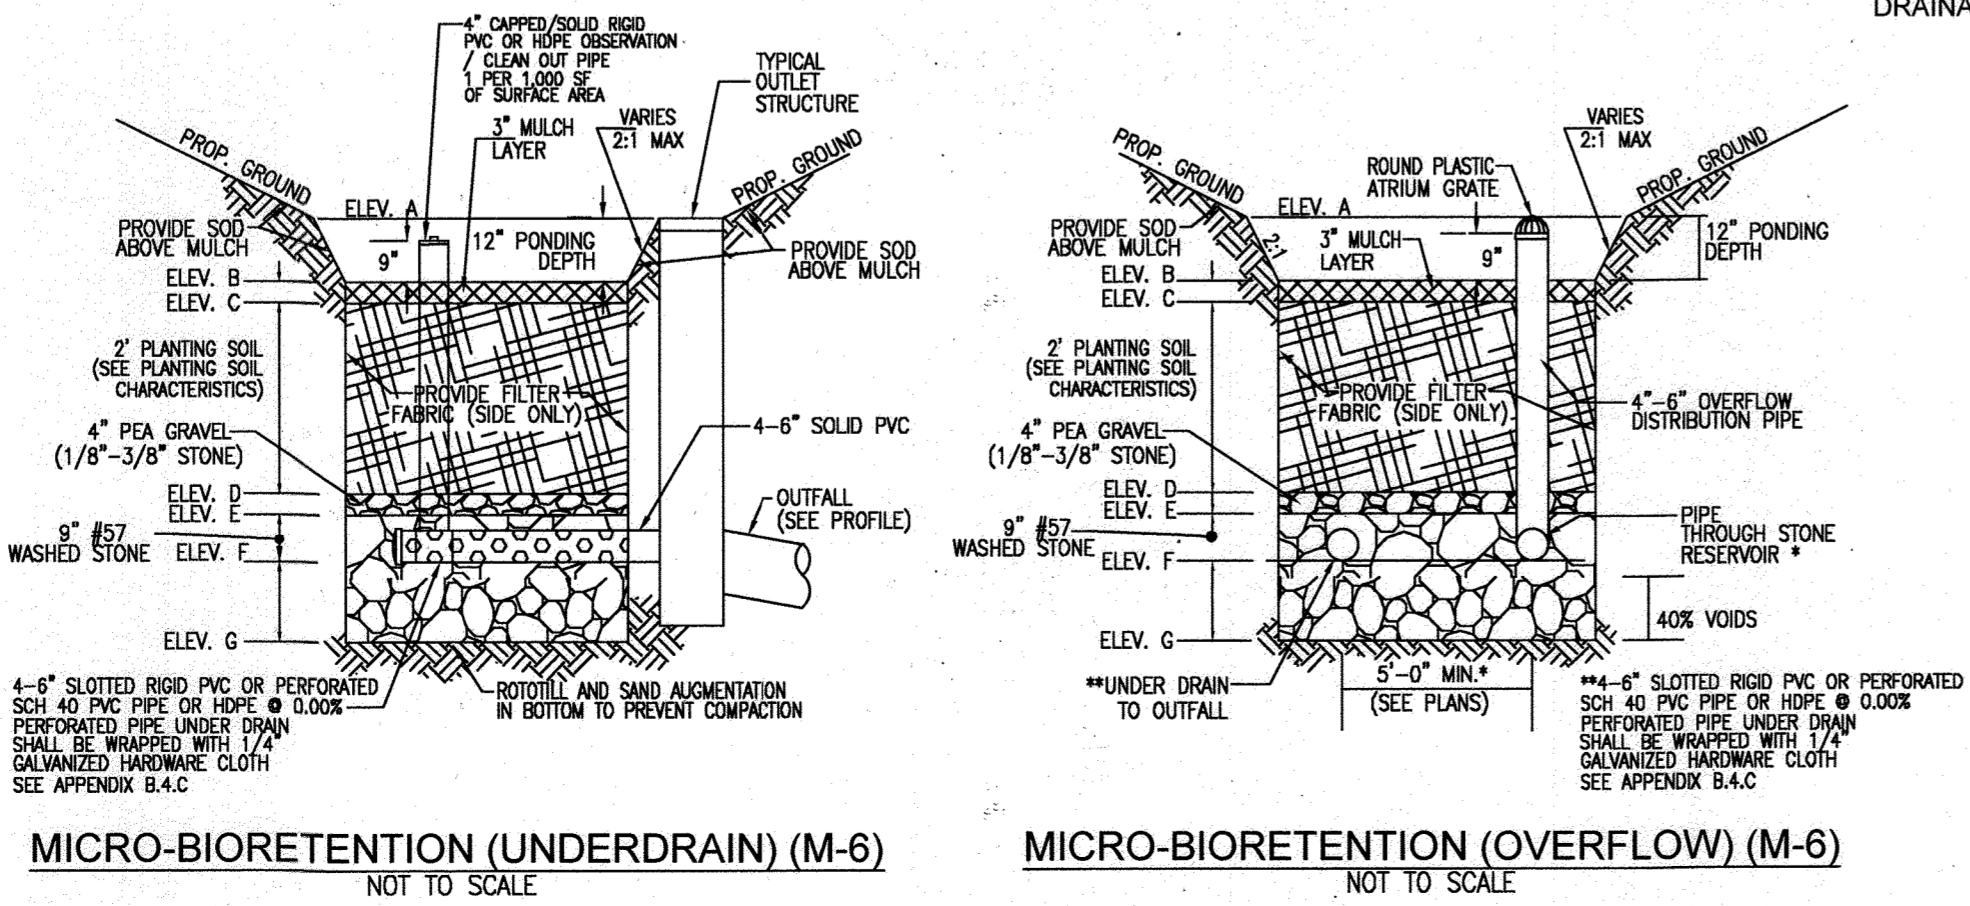 DRAINA
4" CAPPED/SOLID RIGID
PVC OR HDPE OBSERVATION
/ CLEAN OUT PIPE
1 PER 1,000 SF
OF SURFACE AREA
TYPICAL
OUTLET
STRUCTURE
3" MULCH
LAYER
VARIES
2:1 MAX
PROP. GROUND
PROP. GROUND
ELEV. A
PROVIDE SOD
ABOVE MULCH
9"
12" PONDING
DEPTH
PROVIDE SOD
ABOVE MULCH
ELEV. B
ELEV. C
2' PLANTING SOIL
(SEE PLANTING SOIL
CHARACTERISTICS)
PROVIDE FILTER
FABRIC (SIDE ONLY)
4" PEA GRAVEL
(1/8"-3/8" STONE)
4-6" SOLID PVC
ELEV. D
ELEV. E
OUTFALL
(SEE PROFILE)
9" #57
WASHED STONE
ELEV. F
ELEV. G
4-6" SLOTTED RIGID PVC OR PERFORATED
SCH 40 PVC PIPE OR HDPE @ 0.00%
PERFORATED PIPE UNDER DRAIN
SHALL BE WRAPPED WITH 1/4"
GALVANIZED HARDWARE CLOTH
SEE APPENDIX B.4.C
ROTOTILL AND SAND AUGMENTATION
IN BOTTOM TO PREVENT COMPACTION
MICRO-BIORETENTION (UNDERDRAIN) (M-6)
NOT TO SCALE
PROP. GROUND
ROUND PLASTIC
ATRIUM GRATE
VARIES
2:1 MAX
PROP. GROUND
ELEV. A
PROVIDE SOD
ABOVE MULCH
2:1
3" MULCH
LAYER
9"
12" PONDING
DEPTH
ELEV. B
ELEV. C
2' PLANTING SOIL
(SEE PLANTING SOIL
CHARACTERISTICS)
PROVIDE FILTER
FABRIC (SIDE ONLY)
4"-6" OVERFLOW
DISTRIBUTION PIPE
4" PEA GRAVEL
(1/8"-3/8" STONE)
ELEV. D
ELEV. E
9" #57
WASHED STONE
PIPE
THROUGH STONE
RESERVOIR *
ELEV. F
40% VOIDS
ELEV. G
**UNDER DRAIN
TO OUTFALL
5'-0" MIN.*
(SEE PLANS)
**4-6" SLOTTED RIGID PVC OR PERFORATED
SCH 40 PVC PIPE OR HDPE @ 0.00%
PERFORATED PIPE UNDER DRAIN
SHALL BE WRAPPED WITH 1/4"
GALVANIZED HARDWARE CLOTH
SEE APPENDIX B.4.C
MICRO-BIORETENTION (OVERFLOW) (M-6)
NOT TO SCALE